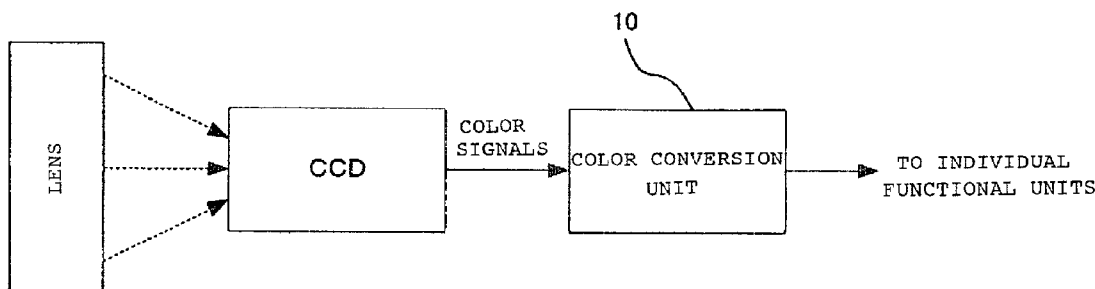 10
LENS
CCD
COLOR
SIGNALS
COLOR CONVERSION
UNIT
TO INDIVIDUAL
FUNCTIONAL UNITS